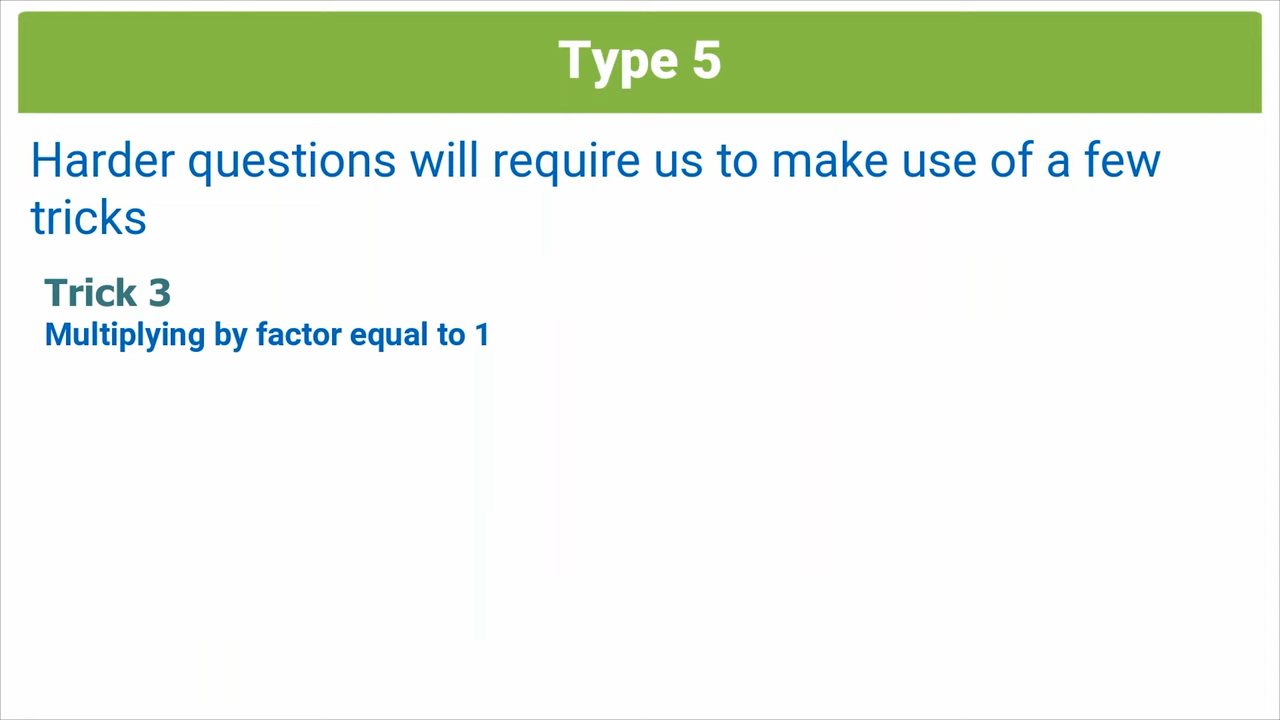 Type 5
Harder questions will require us to make use of a few
tricks
Trick 3
Multiplying by factor equal to 1